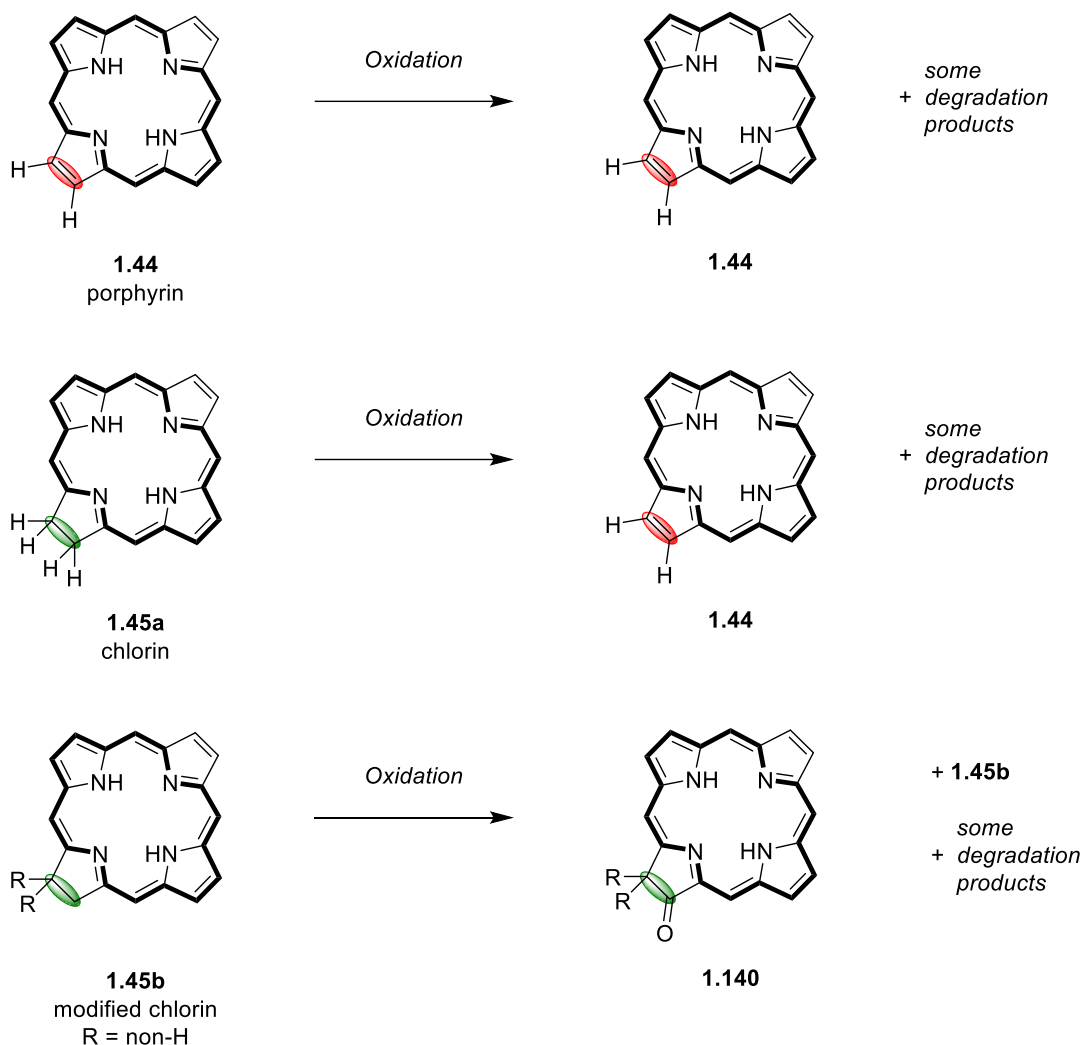 NH
N
N
HN
H
H
1.44
porphyrin
Oxidation
NH
N
N
HN
H
H
1.44
some
+ degradation
products
NH
N
N
HN
H
H
H
H
1.45a
chlorin
Oxidation
NH
N
N
HN
H
H
1.44
some
+ degradation
products
NH
N
N
HN
R
R
1.45b
modified chlorin
R = non-H
Oxidation
NH
N
N
HN
R
R
O
1.140
+ 1.45b
some
+ degradation
products